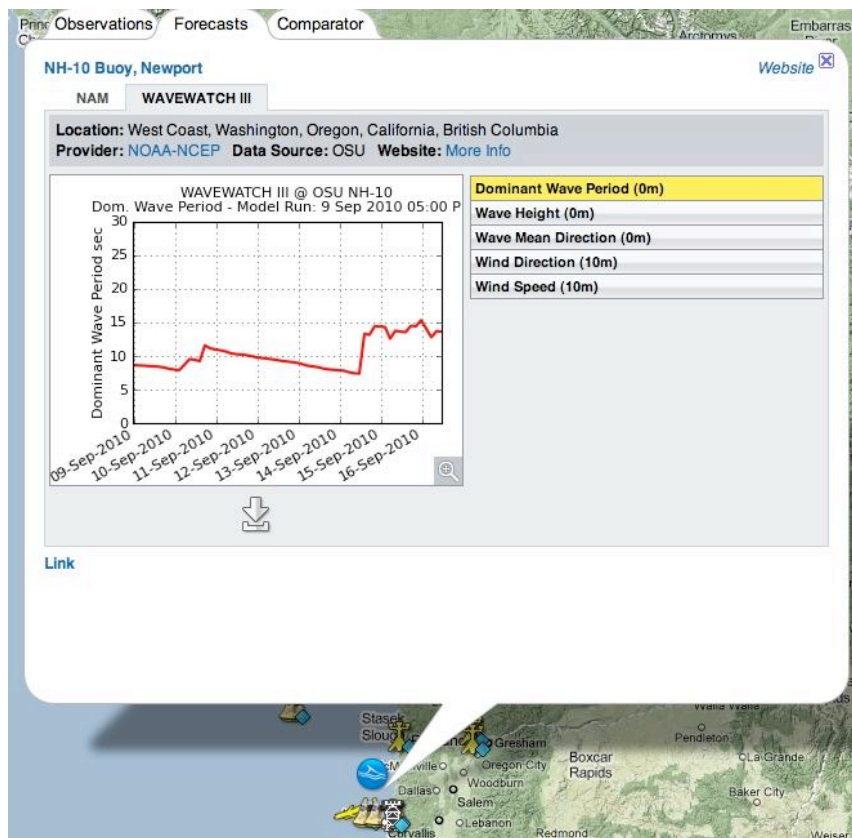 Observations Forecasts Comparator
Embarras
River
Arctomys
NH-10 Buoy, Newport
Website
NAM WAVEWATCH III
Location: West Coast, Washington, Oregon, California, British Columbia
Provider: NOAA-NCEP Data Source: OSU Website: More Info
WAVEWATCH III @ OSU NH-10
Dom. Wave Period - Model Run: 9 Sep 2010 05:00 P
Dominant Wave Period sec
30
25
20
15
10
5
0
09-Sep-2010
10-Sep-2010
11-Sep-2010
12-Sep-2010
13-Sep-2010
14-Sep-2010
15-Sep-2010
16-Sep-2010
Dominant Wave Period (0m)
Wave Height (0m)
Wave Mean Direction (0m)
Wind Direction (10m)
Wind Speed (10m)
Link
Walla Walla
Stasek
Slou
Gresham
Pendleton
Boxcar
Rapids
Oregon City
La Grande
Woodburn
Dallas
Baker City
Salem
Lebanon
Corvallis
Redmond
Weiser